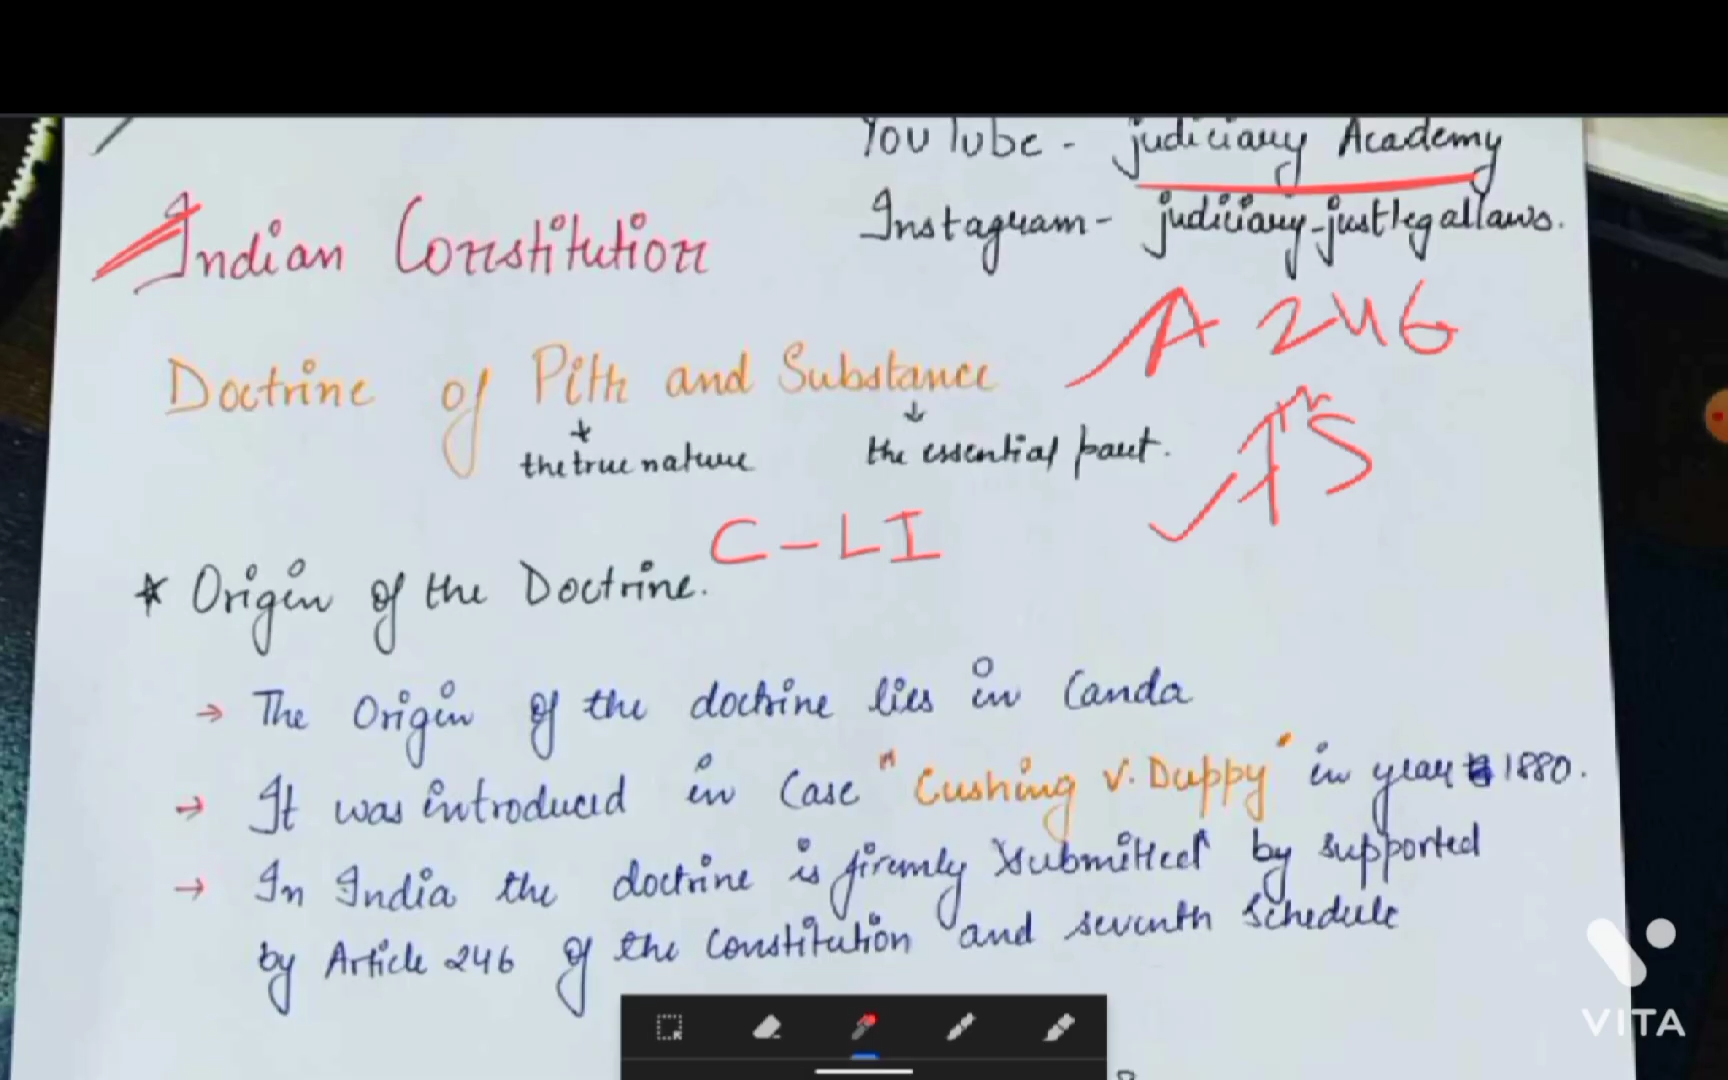 YouTube - judiciary Academy
Instagram - judiciary-justlegallaws.
Indian Constitution
A 246
Doctrine of Pith and Substance
the true nature
the essential part.
7th S
C - LI
* Origin of the Doctrine.
→ The Origin of the doctrine lies in Canda
→ It was introduced in Case "Cushing v. Duppy" in year 1880.
→ In India the doctrine is firemly submitted by supported
by Article 246 of the Constitution and seventh Schedule
VITA